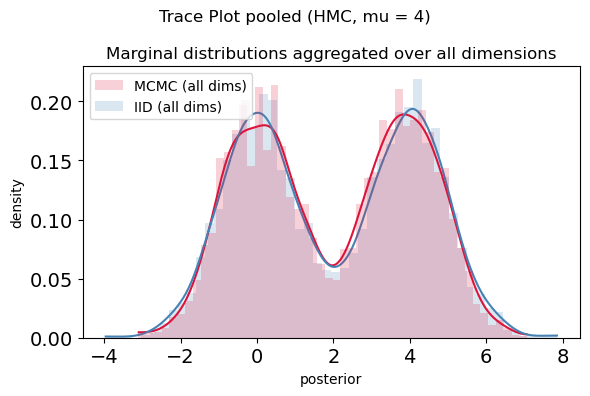 Trace Plot pooled (HMC, mu = 4)
Marginal distributions aggregated over all dimensions
MCMC (all dims)
IID (all dims)
density
0.20
0.15
0.10
0.05
0.00
−4 −2 0 2 4 6 8
posterior